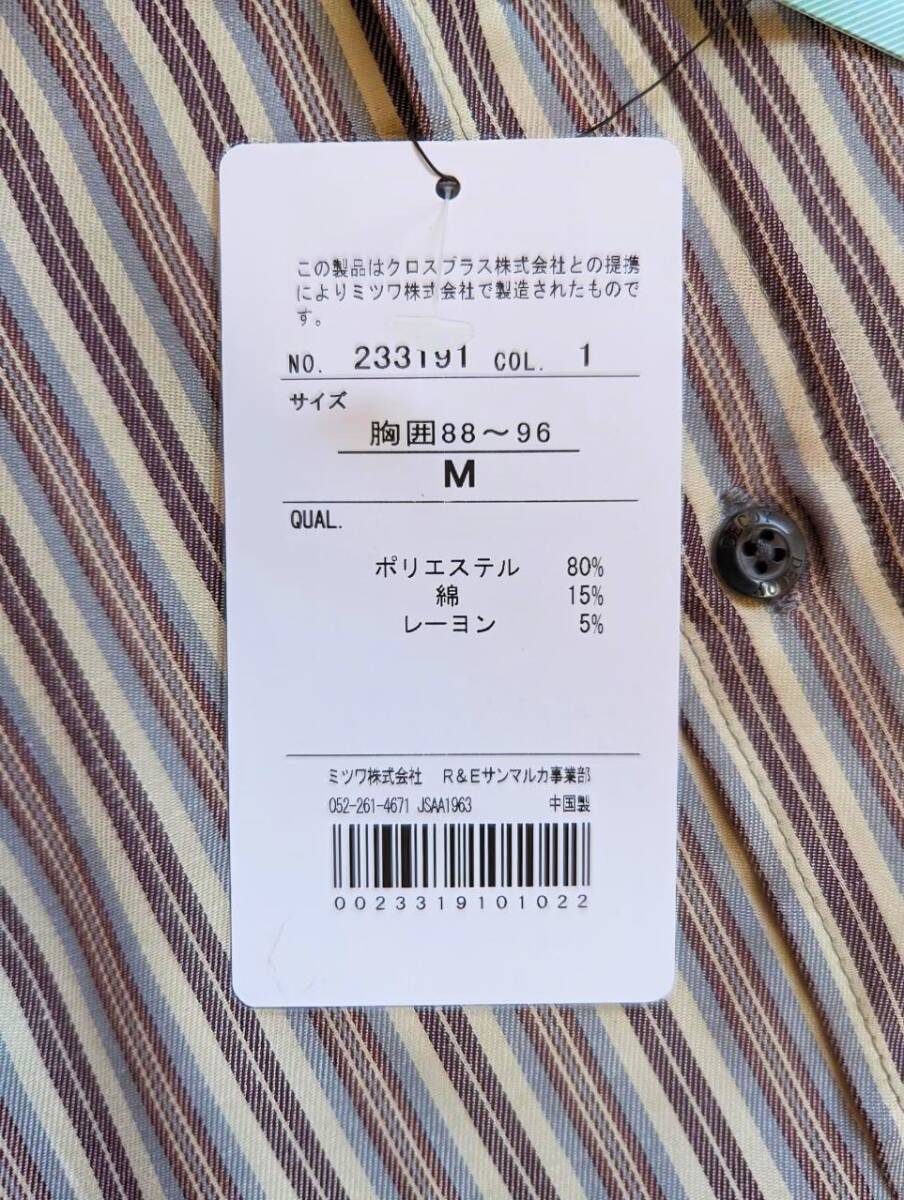 この製品はクロスプラス株式会社との提携
によりミツワ株式会社で製造されたもので
す。
NO. 233191 COL. 1
サイズ
胸囲88〜96
M
QUAL.
ポリエステル 80%
綿 15%
レーヨン 5%
ミツワ株式会社 R&Eサンマルカ事業部
052-261-4671 JSAA1963 中国製
0023319101022